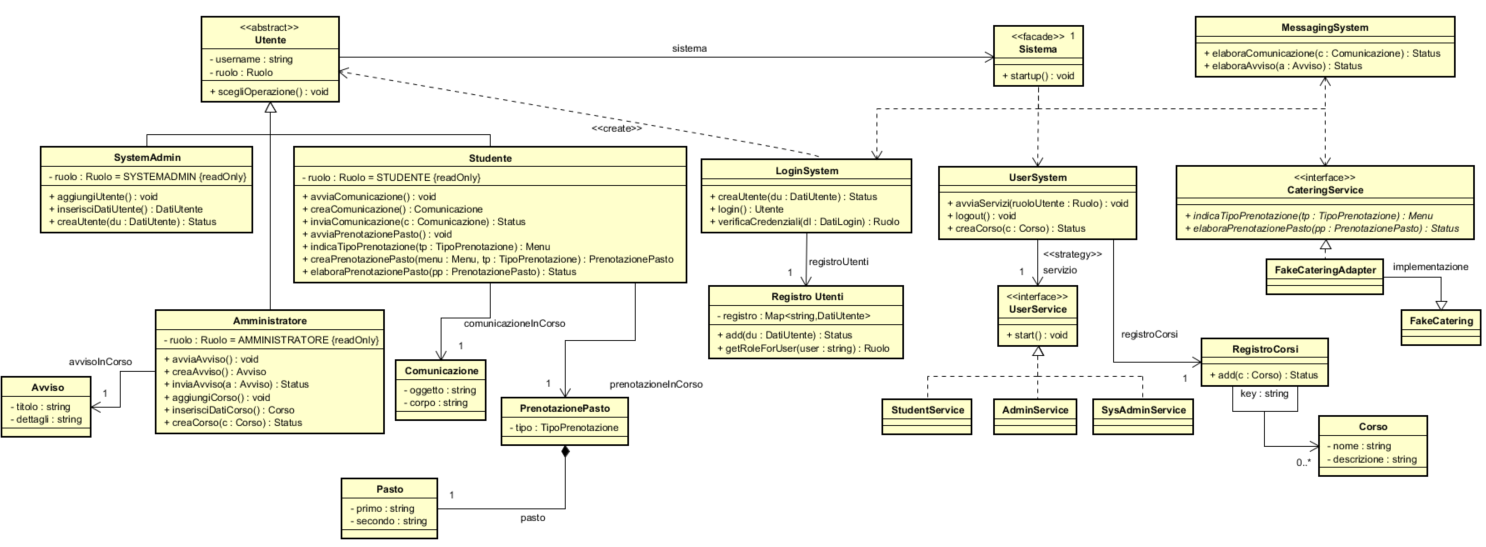 <<abstract>>
Utente
- username : string
- ruolo : Ruolo
+ scegliOperazione() : void
sistema
<<facade>> 1
Sistema
+ startup() : void
MessagingSystem
+ elaboraComunicazione(c : Comunicazione) : Status
+ elaboraAvviso(a : Avviso) : Status
<<create>>
SystemAdmin
- ruolo : Ruolo = SYSTEMADMIN {readOnly}
+ aggiungiUtente() : void
+ inserisciDatiUtente() : DatiUtente
+ creaUtente(du : DatiUtente) : Status
Studente
- ruolo : Ruolo = STUDENTE {readOnly}
+ avviaComunicazione() : void
+ creaComunicazione() : Comunicazione
+ inviaComunicazione(c : Comunicazione) : Status
+ avviaPrenotazionePasto() : void
+ indicaTipoPrenotazione(tp : TipoPrenotazione) : Menu
+ creaPrenotazionePasto(menu : Menu, tp : TipoPrenotazione) : PrenotazionePasto
+ elaboraPrenotazionePasto(pp : PrenotazionePasto) : Status
LoginSystem
+ creaUtente(du : DatiUtente) : Status
+ login() : Utente
+ verificaCredenziali(dl : DatiLogin) : Ruolo
UserSystem
+ avviaServizi(ruoloUtente : Ruolo) : void
+ logout() : void
+ creaCorso(c : Corso) : Status
<<interface>>
CateringService
+ indicaTipoPrenotazione(tp : TipoPrenotazione) : Menu
+ elaboraPrenotazionePasto(pp : PrenotazionePasto) : Status
registroUtenti
1
<<strategy>>
servizio
1
FakeCateringAdapter
implementazione
FakeCatering
Registro Utenti
- registro : Map<string,DatiUtente>
+ add(du : DatiUtente) : Status
+ getRoleForUser(user : string) : Ruolo
<<interface>>
UserService
+ start() : void
registroCorsi
1
RegistroCorsi
+ add(c : Corso) : Status
key : string
Amministratore
- ruolo : Ruolo = AMMINISTRATORE {readOnly}
+ avviaAvviso() : void
+ creaAvviso() : Avviso
+ inviaAvviso(a : Avviso) : Status
+ aggiungiCorso() : void
+ inserisciDatiCorso() : Corso
+ creaCorso(c : Corso) : Status
avvisoInCorso
1
Avviso
- titolo : string
- dettagli : string
comunicazioneInCorso
1
Comunicazione
- oggetto : string
- corpo : string
1
prenotazioneInCorso
PrenotazionePasto
- tipo : TipoPrenotazione
StudentService
AdminService
SysAdminService
Corso
- nome : string
- descrizione : string
0..*
Pasto
- primo : string
- secondo : string
1
pasto